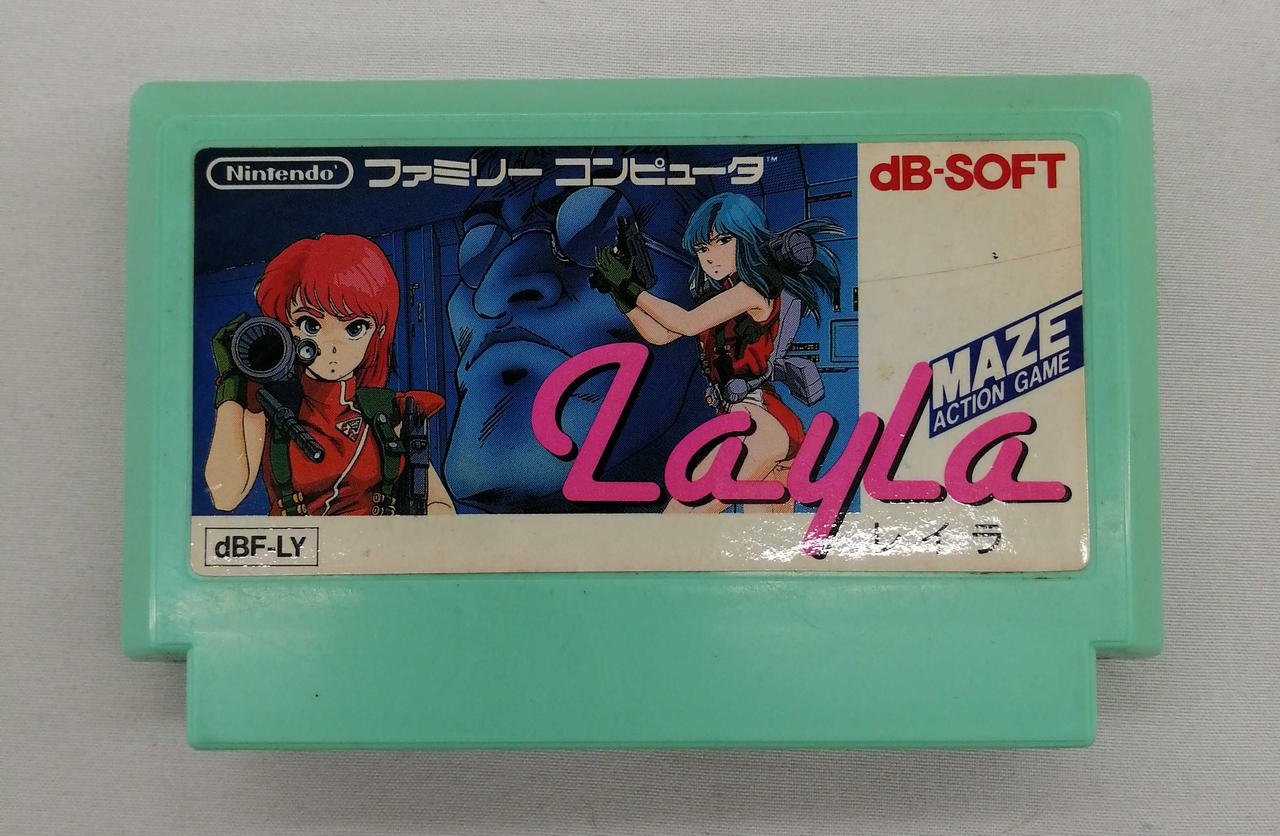 Nintendo ファミリー コンピュータ™
dB-SOFT
MAZE
ACTION GAME
Layla
レイラ
dBF-LY